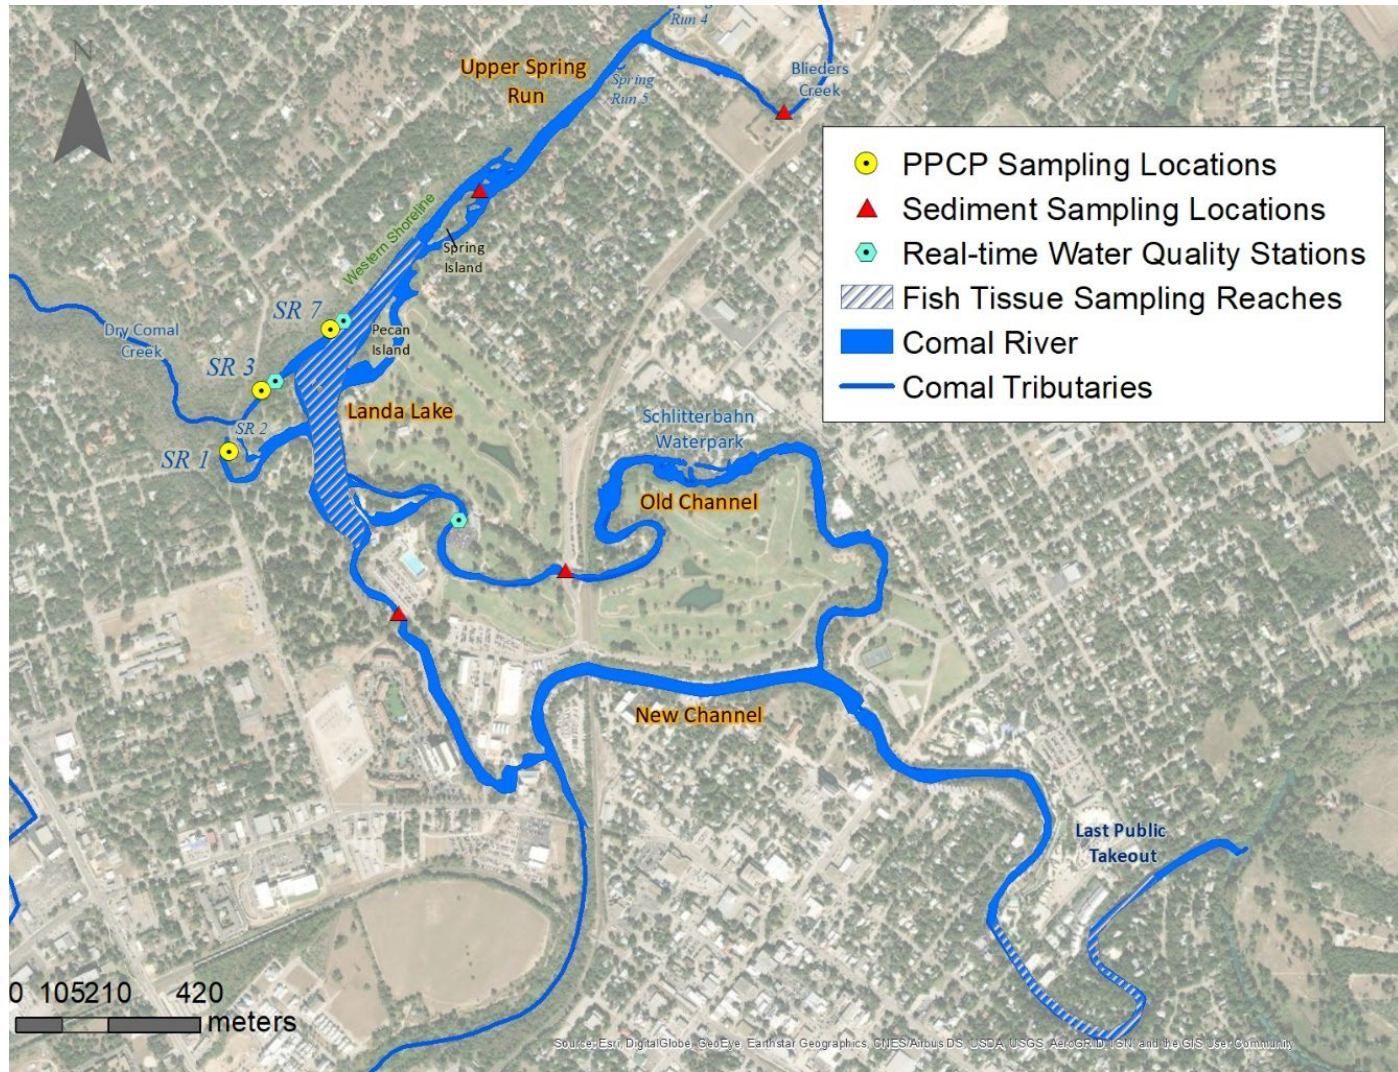 Spring
Run 4
N
Upper Spring
Run
Spring
Run 5
Blieders
Creek
PPCP Sampling Locations
Sediment Sampling Locations
Real-time Water Quality Stations
Fish Tissue Sampling Reaches
Comal River
Comal Tributaries
Western Shoreline
Spring
Island
SR 7
Pecan
Island
Dry Comal
Creek
SR 3
Landa Lake
SR 2
SR 1
Schlitterbahn
Waterpark
Old Channel
New Channel
Last Public
Takeout
0 105210 420
meters
Source: Esri, DigitalGlobe, GeoEye, Earthstar Geographics, CNES/Airbus DS, USDA, USGS, AeroGRID, IGN, and the GIS User Community